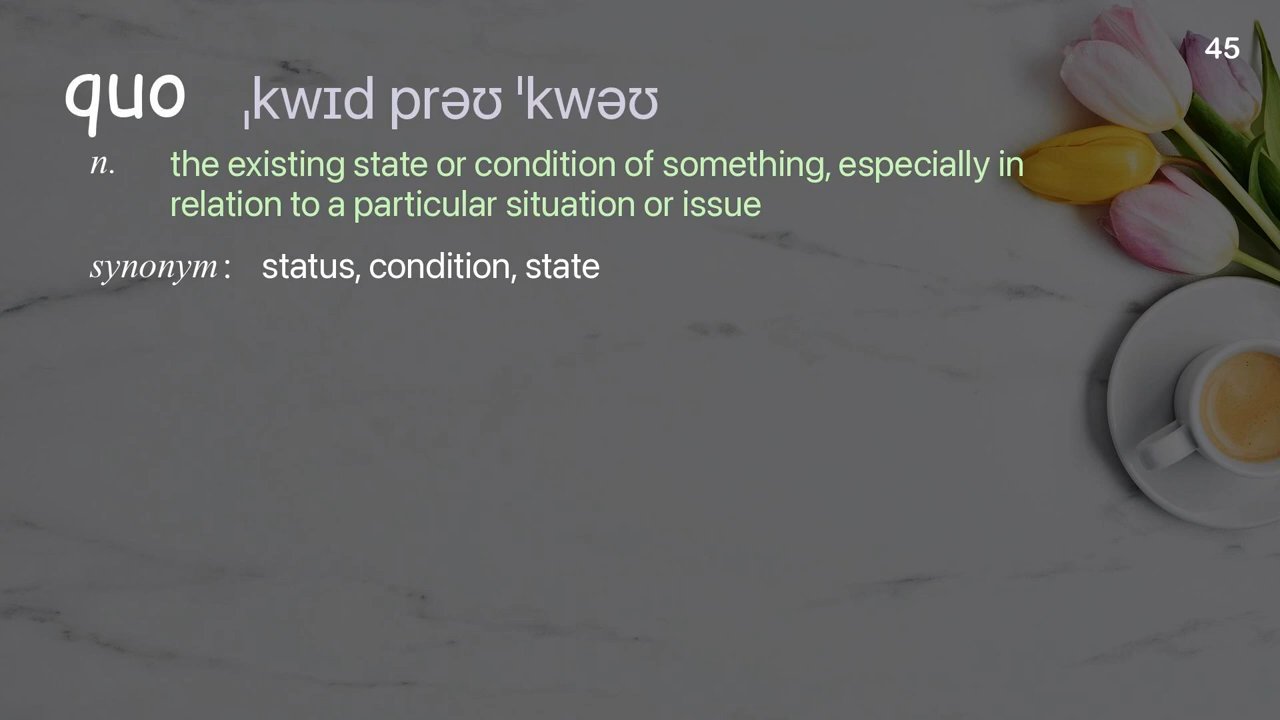 45
quo ˌkwɪd prəʊ ˈkwəʊ
n. the existing state or condition of something, especially in
relation to a particular situation or issue
synonym: status, condition, state